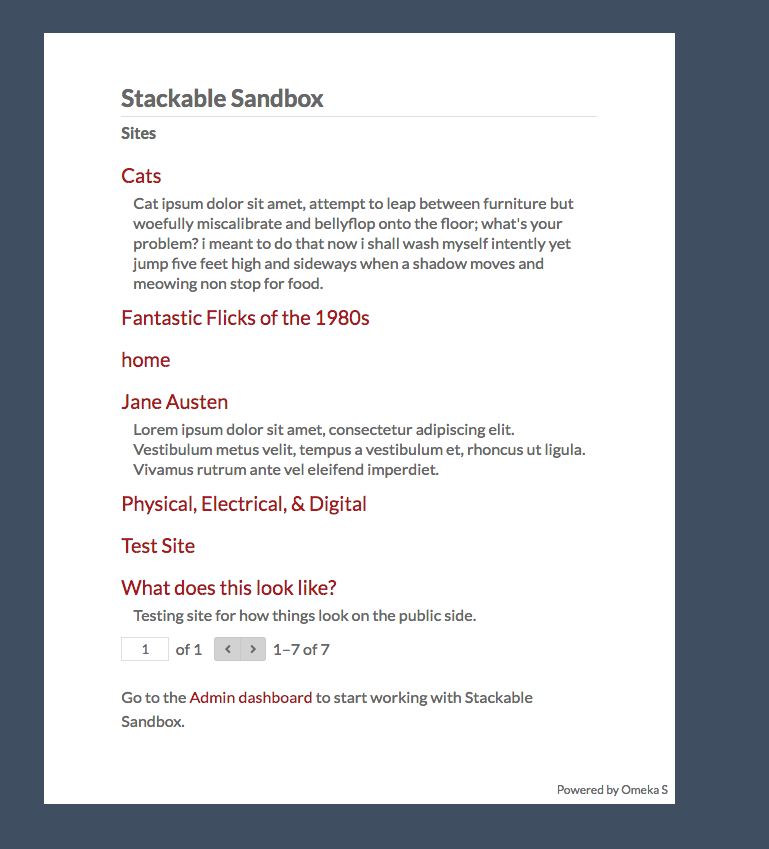 Stackable Sandbox
Sites
Cats
Cat ipsum dolor sit amet, attempt to leap between furniture but
woefully miscalibrate and bellyflop onto the floor; what's your
problem? i meant to do that now i shall wash myself intently yet
jump five feet high and sideways when a shadow moves and
meowing non stop for food.
Fantastic Flicks of the 1980s
home
Jane Austen
Lorem ipsum dolor sit amet, consectetur adipiscing elit.
Vestibulum metus velit, tempus a vestibulum et, rhoncus ut ligula.
Vivamus rutrum ante vel eleifend imperdiet.
Physical, Electrical, & Digital
Test Site
What does this look like?
Testing site for how things look on the public side.
1 of 1 1–7 of 7
Go to the Admin dashboard to start working with Stackable
Sandbox.
Powered by Omeka S